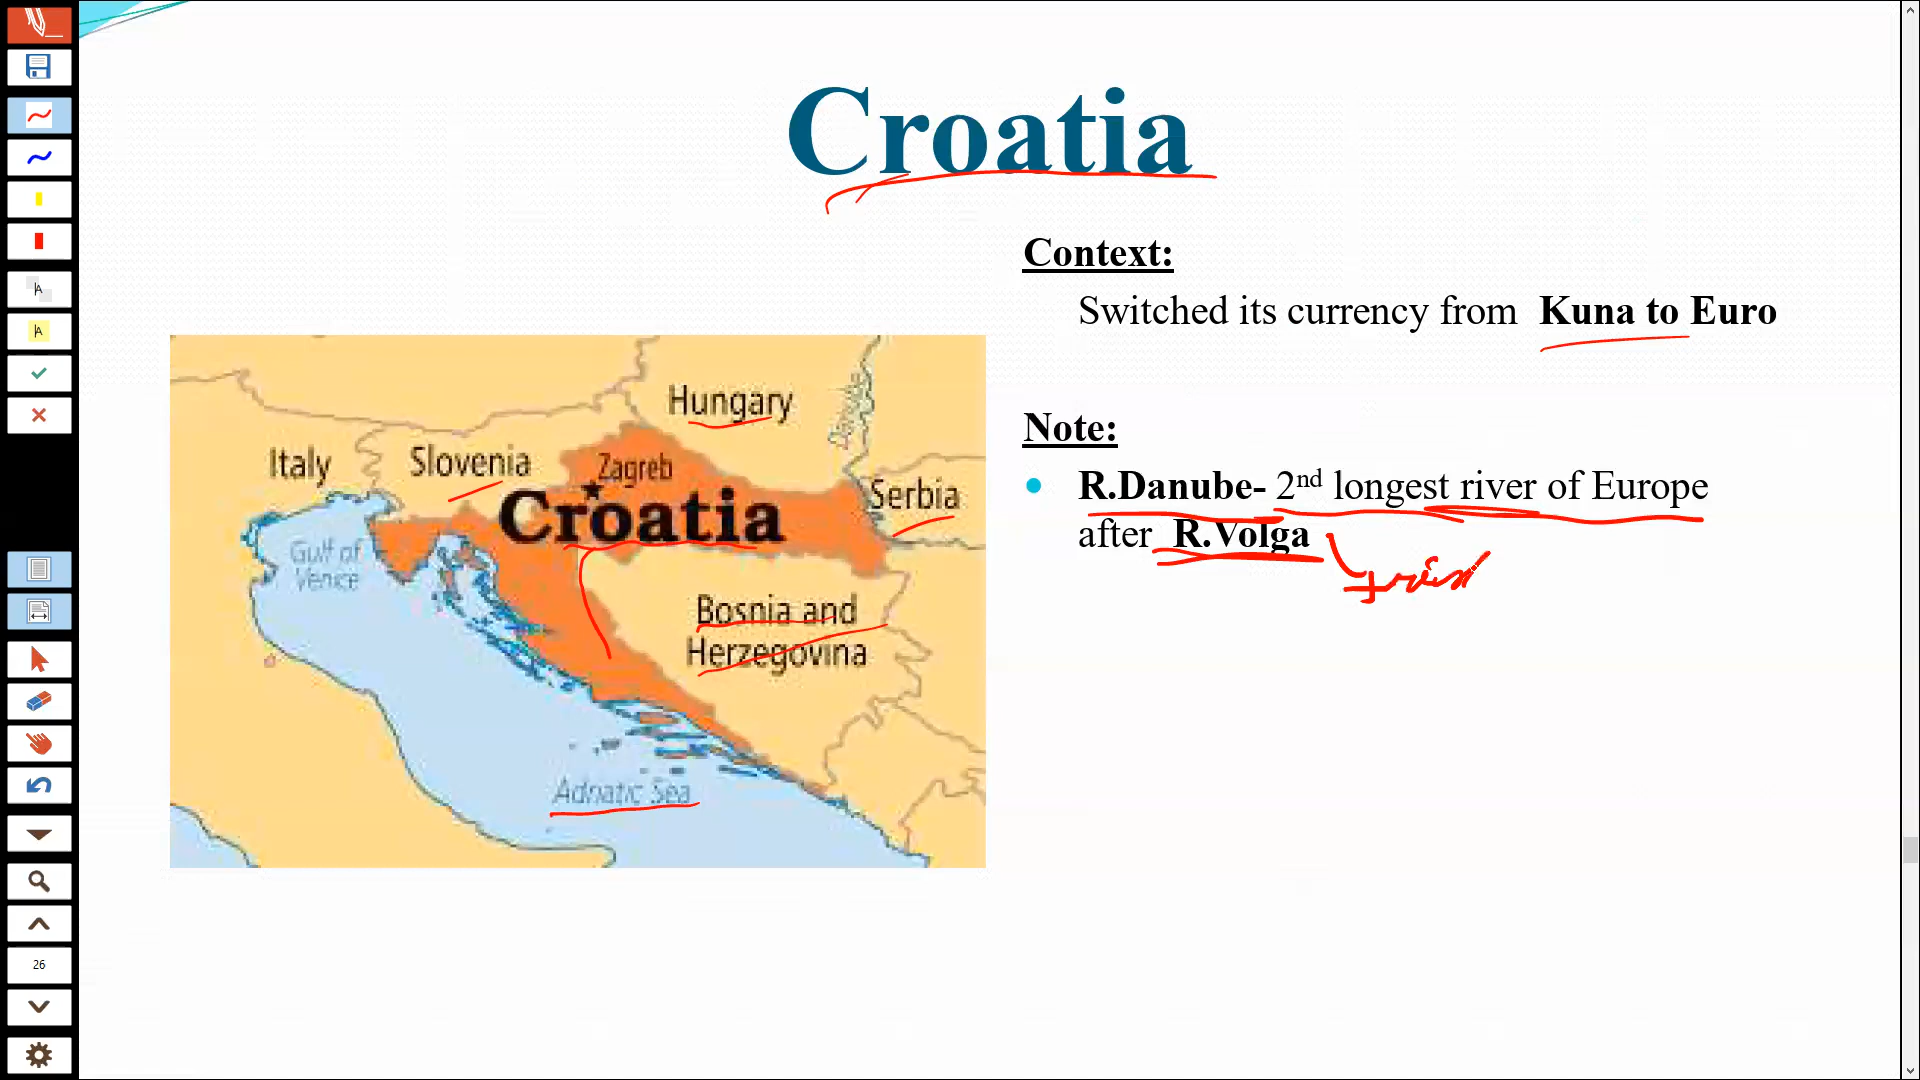 Croatia
Context:
Switched its currency from Kuna to Euro
Note:
R.Danube- 2nd longest river of Europe
after R.Volga
Hungary
Danube
Italy
Slovenia
Zagreb
Serbia
Croatia
Gulf of
Venice
Bosnia and
Herzegovina
Adriatic Sea
A
A
26